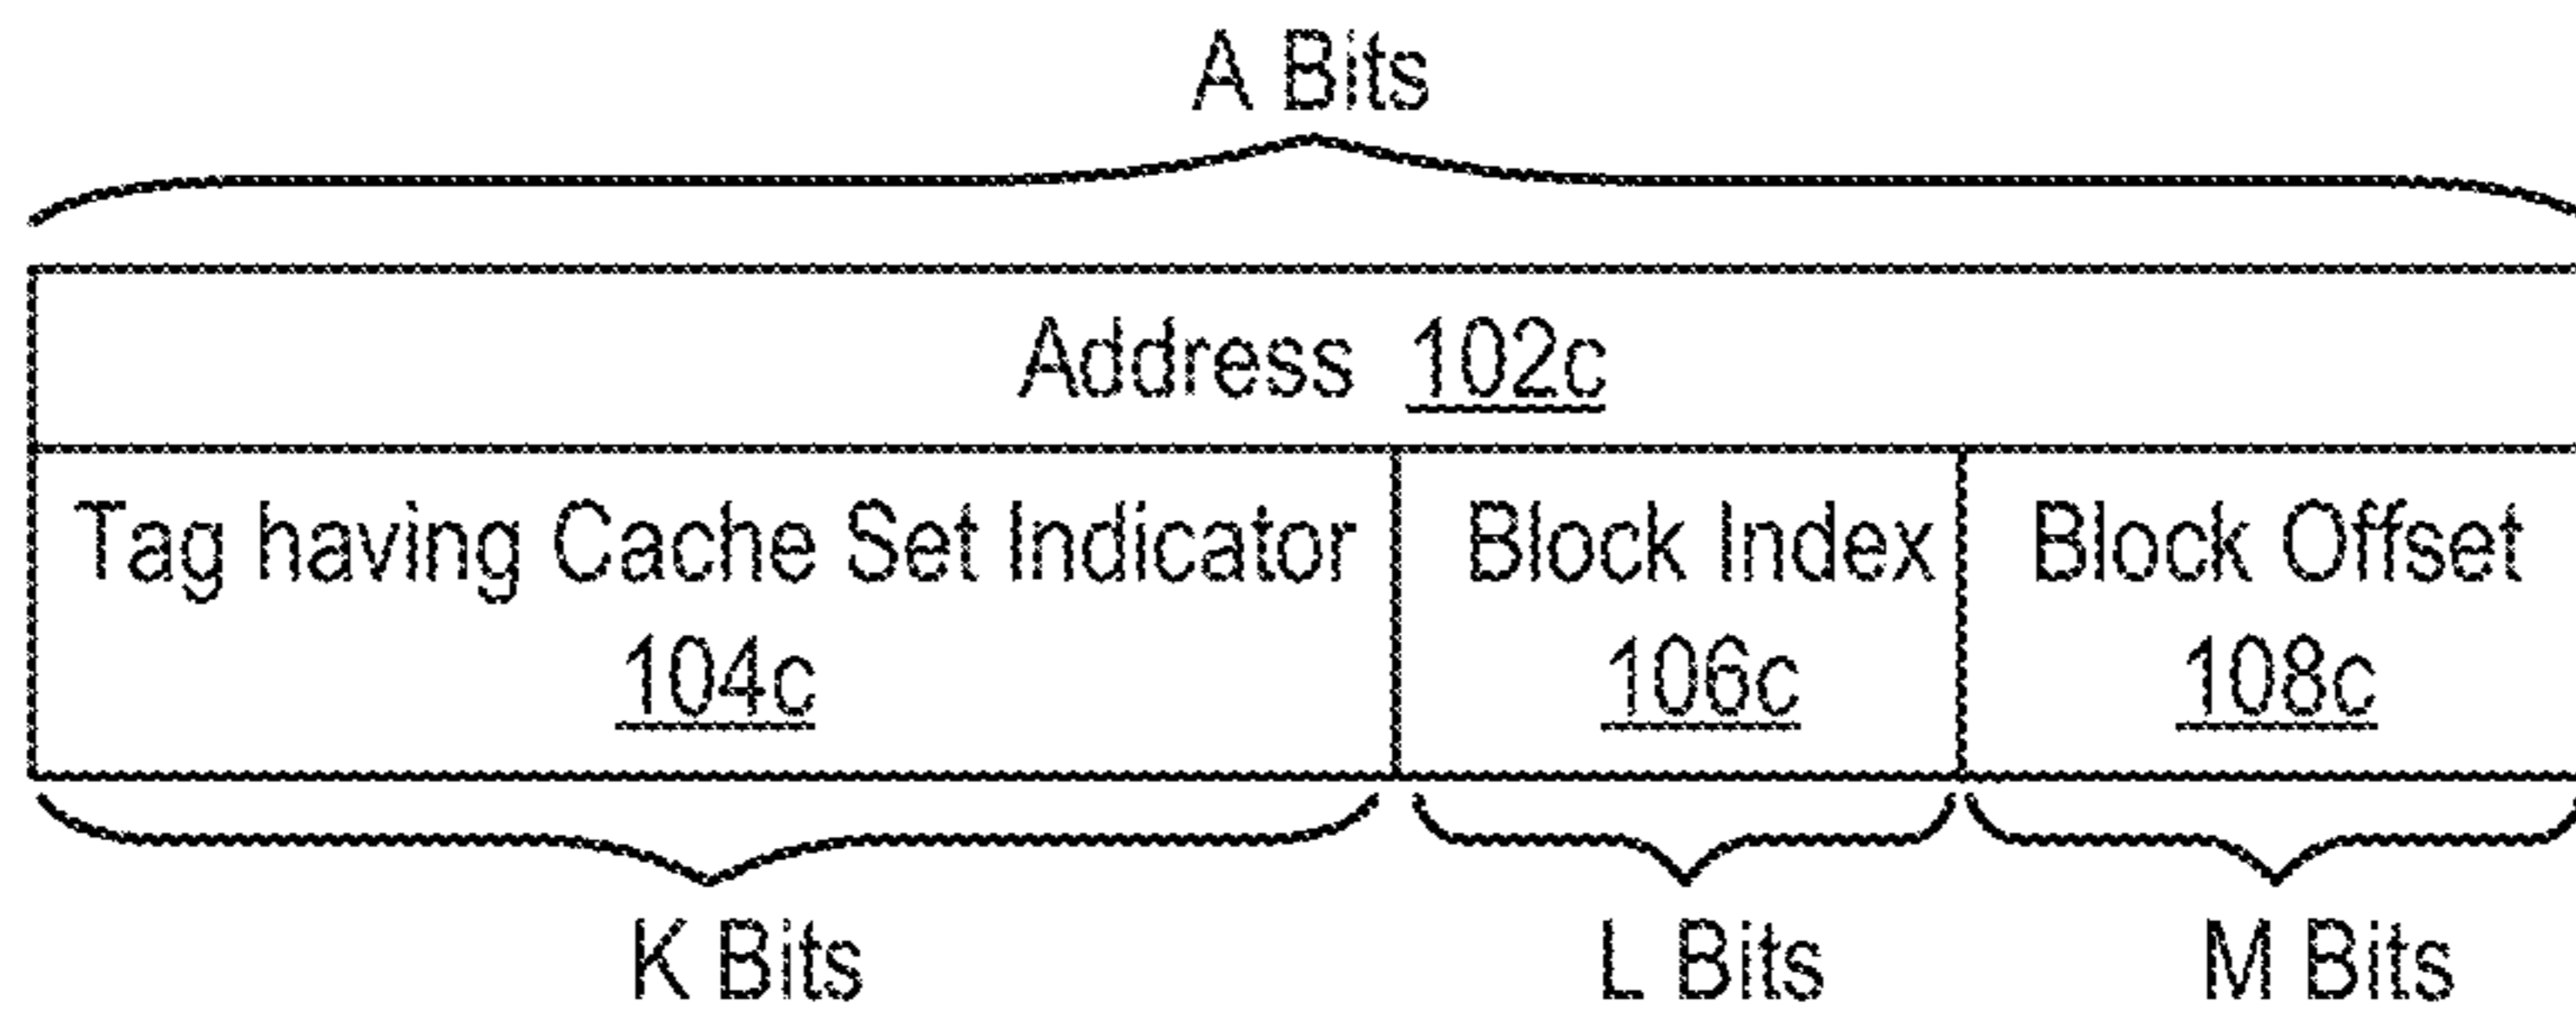 A Bits
Address 102c
Tag having Cache Set Indicator
104c
Block Index
106c
Block Offset
108c
K Bits
L Bits
M Bits